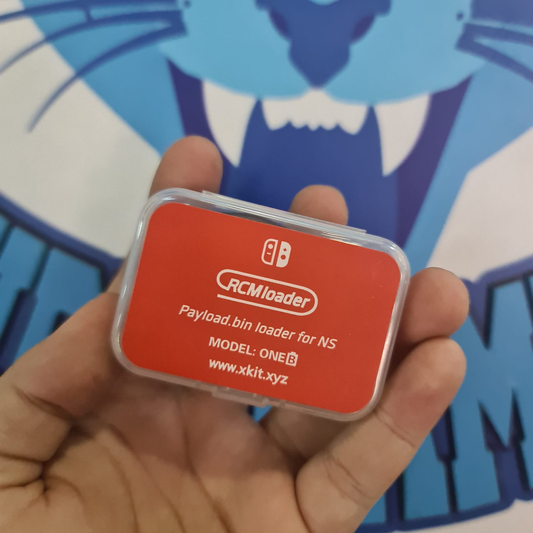 RCMloader
Payload.bin loader for NS
MODEL: ONE
www.xkit.xyz